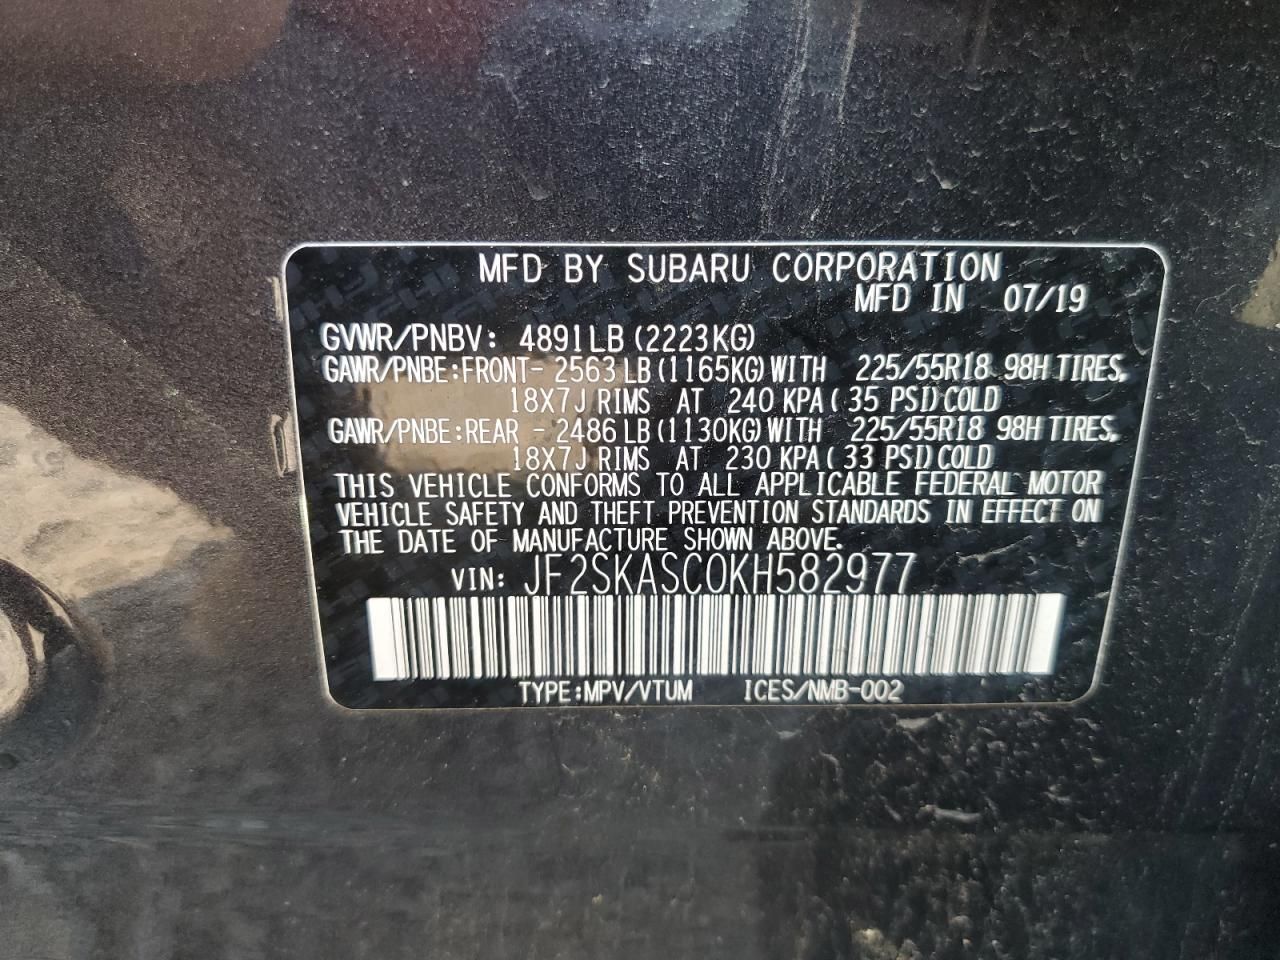 MFD BY SUBARU CORPORATION
MFD IN 07/19
GVWR/PNBV: 4891LB(2223KG)
GAWR/PNBE:FRONT- 2563LB(1165KG)WITH 225/55R18 98H TIRES,
18X7J RIMS AT 240 KPA(35 PSI)COLD
GAWR/PNBE:REAR - 2486LB(1130KG)WITH 225/55R18 98H TIRES,
18X7J RIMS AT 230 KPA(33 PSI)COLD
THIS VEHICLE CONFORMS TO ALL APPLICABLE FEDERAL MOTOR
VEHICLE SAFETY AND THEFT PREVENTION STANDARDS IN EFFECT ON
THE DATE OF MANUFACTURE SHOWN ABOVE.
VIN: JF2SKASC0KH582977
TYPE:MPV/VTUM ICES/NMB-002